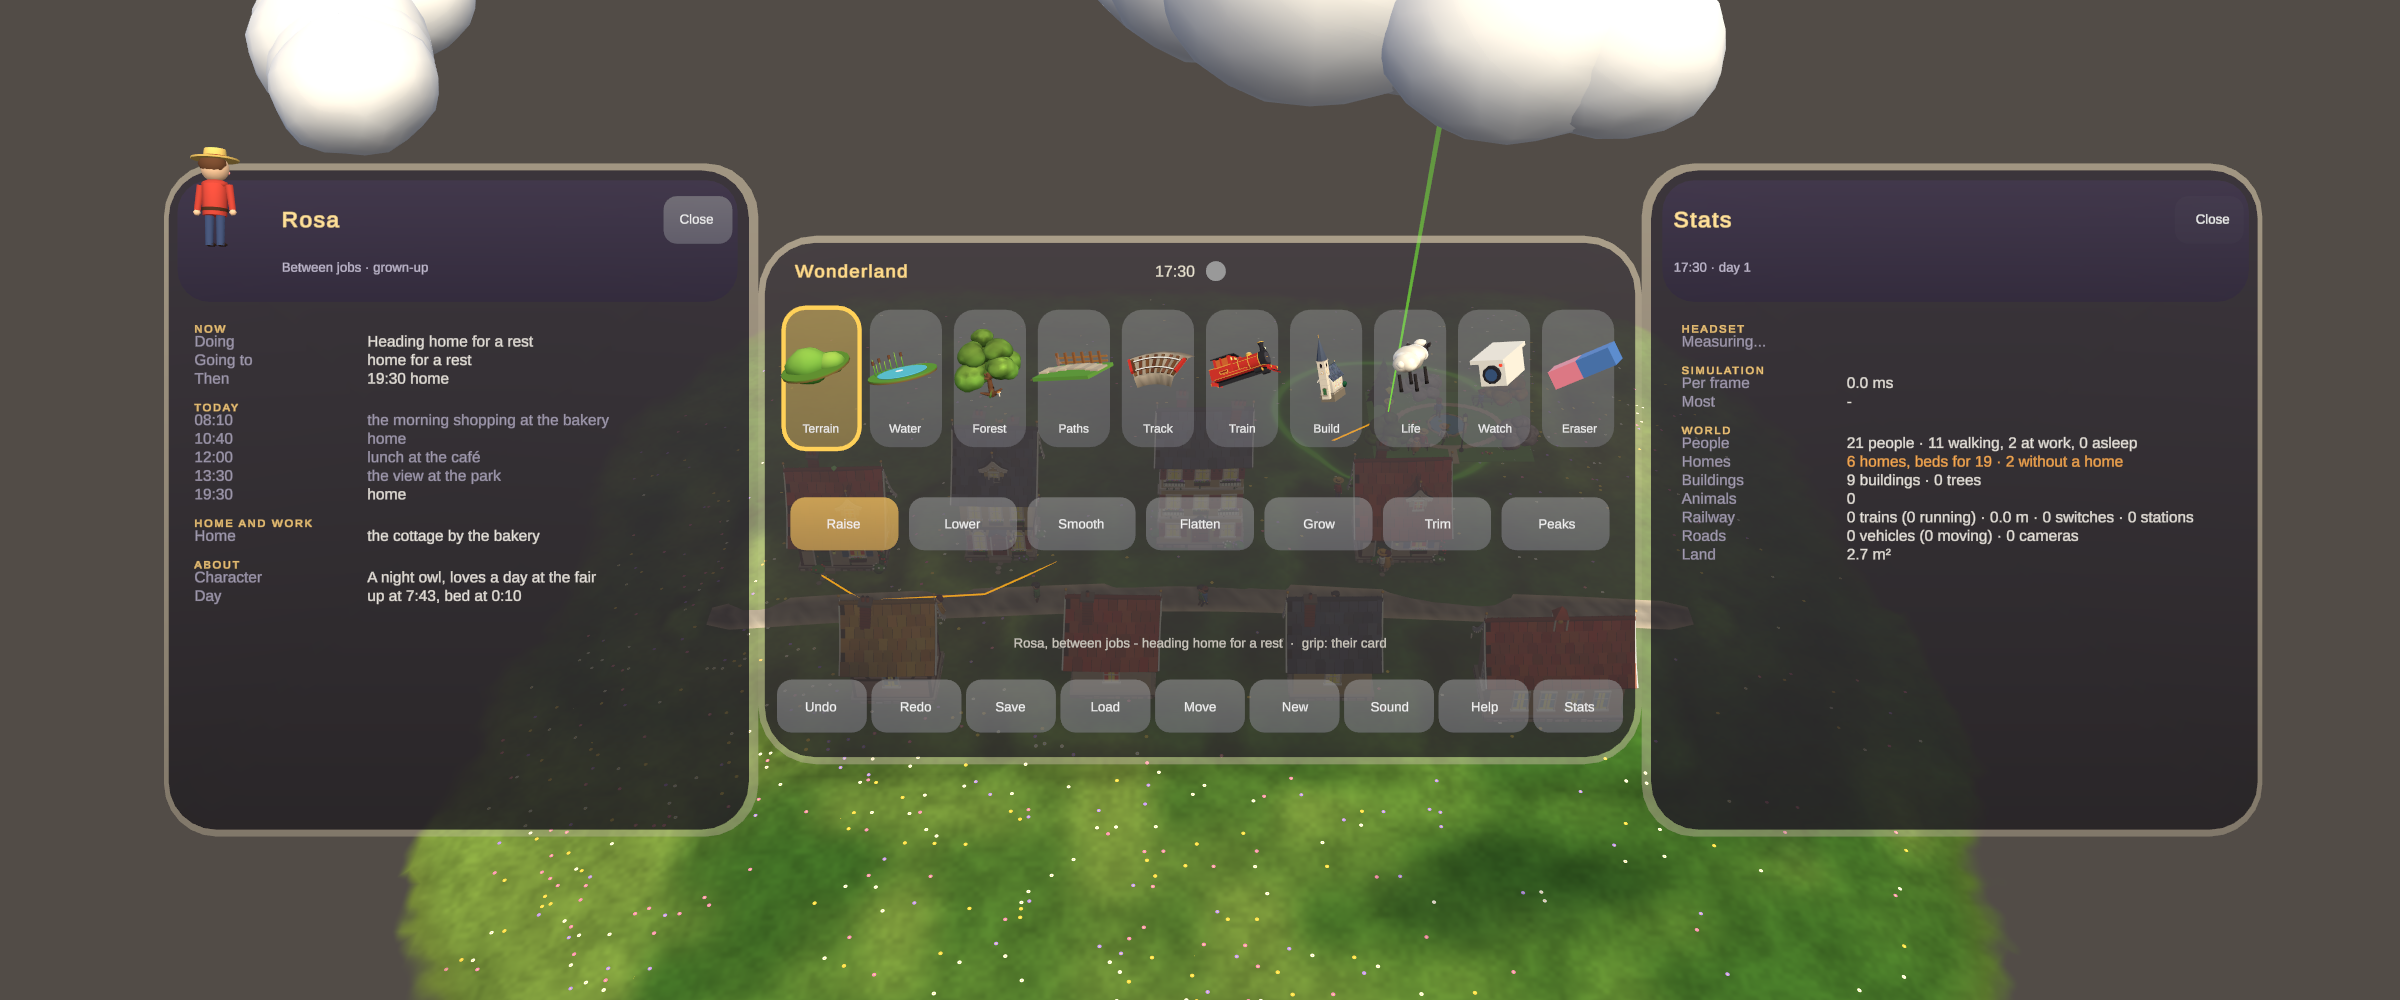 Rosa
Close
Between jobs · grown-up
NOW
Doing Heading home for a rest
Going to home for a rest
Then 19:30 home
TODAY
08:10 the morning shopping at the bakery
10:40 home
12:00 lunch at the café
13:30 the view at the park
19:30 home
HOME AND WORK
Home the cottage by the bakery
ABOUT
Character A night owl, loves a day at the fair
Day up at 7:43, bed at 0:10
Wonderland 17:30
Terrain Water Forest Paths Track Train Build Life Watch Eraser
Raise Lower Smooth Flatten Grow Trim Peaks
Rosa, between jobs - heading home for a rest · grip: their card
Undo Redo Save Load Move New Sound Help Stats
Stats
Close
17:30 · day 1
HEADSET
Measuring...
SIMULATION
Per frame 0.0 ms
Most -
WORLD
People 21 people · 11 walking, 2 at work, 0 asleep
Homes 6 homes, beds for 19 · 2 without a home
Buildings 9 buildings · 0 trees
Animals 0
Railway 0 trains (0 running) · 0.0 m · 0 switches · 0 stations
Roads 0 vehicles (0 moving) · 0 cameras
Land 2.7 m²